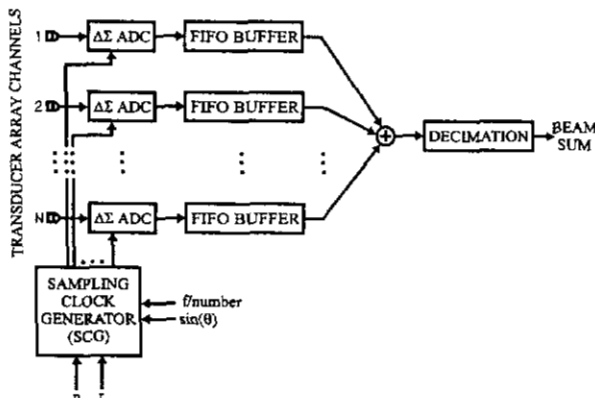 TRANSDUCER ARRAY CHANNELS
1
ΔΣ ADC
FIFO BUFFER
2
ΔΣ ADC
FIFO BUFFER
DECIMATION
BEAM
SUM
N
ΔΣ ADC
FIFO BUFFER
SAMPLING
CLOCK
GENERATOR
(SCG)
f/number
sin(θ)